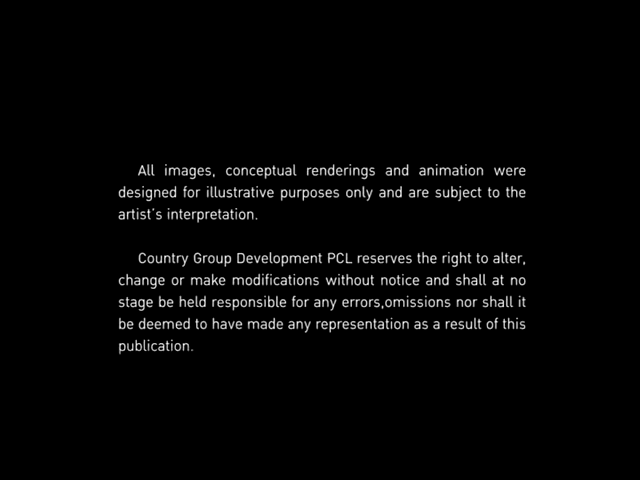 All images, conceptual renderings and animation were
designed for illustrative purposes only and are subject to the
artist's interpretation.
Country Group Development PCL reserves the right to alter,
change or make modifications without notice and shall at no
stage be held responsible for any errors,omissions nor shall it
be deemed to have made any representation as a result of this
publication.